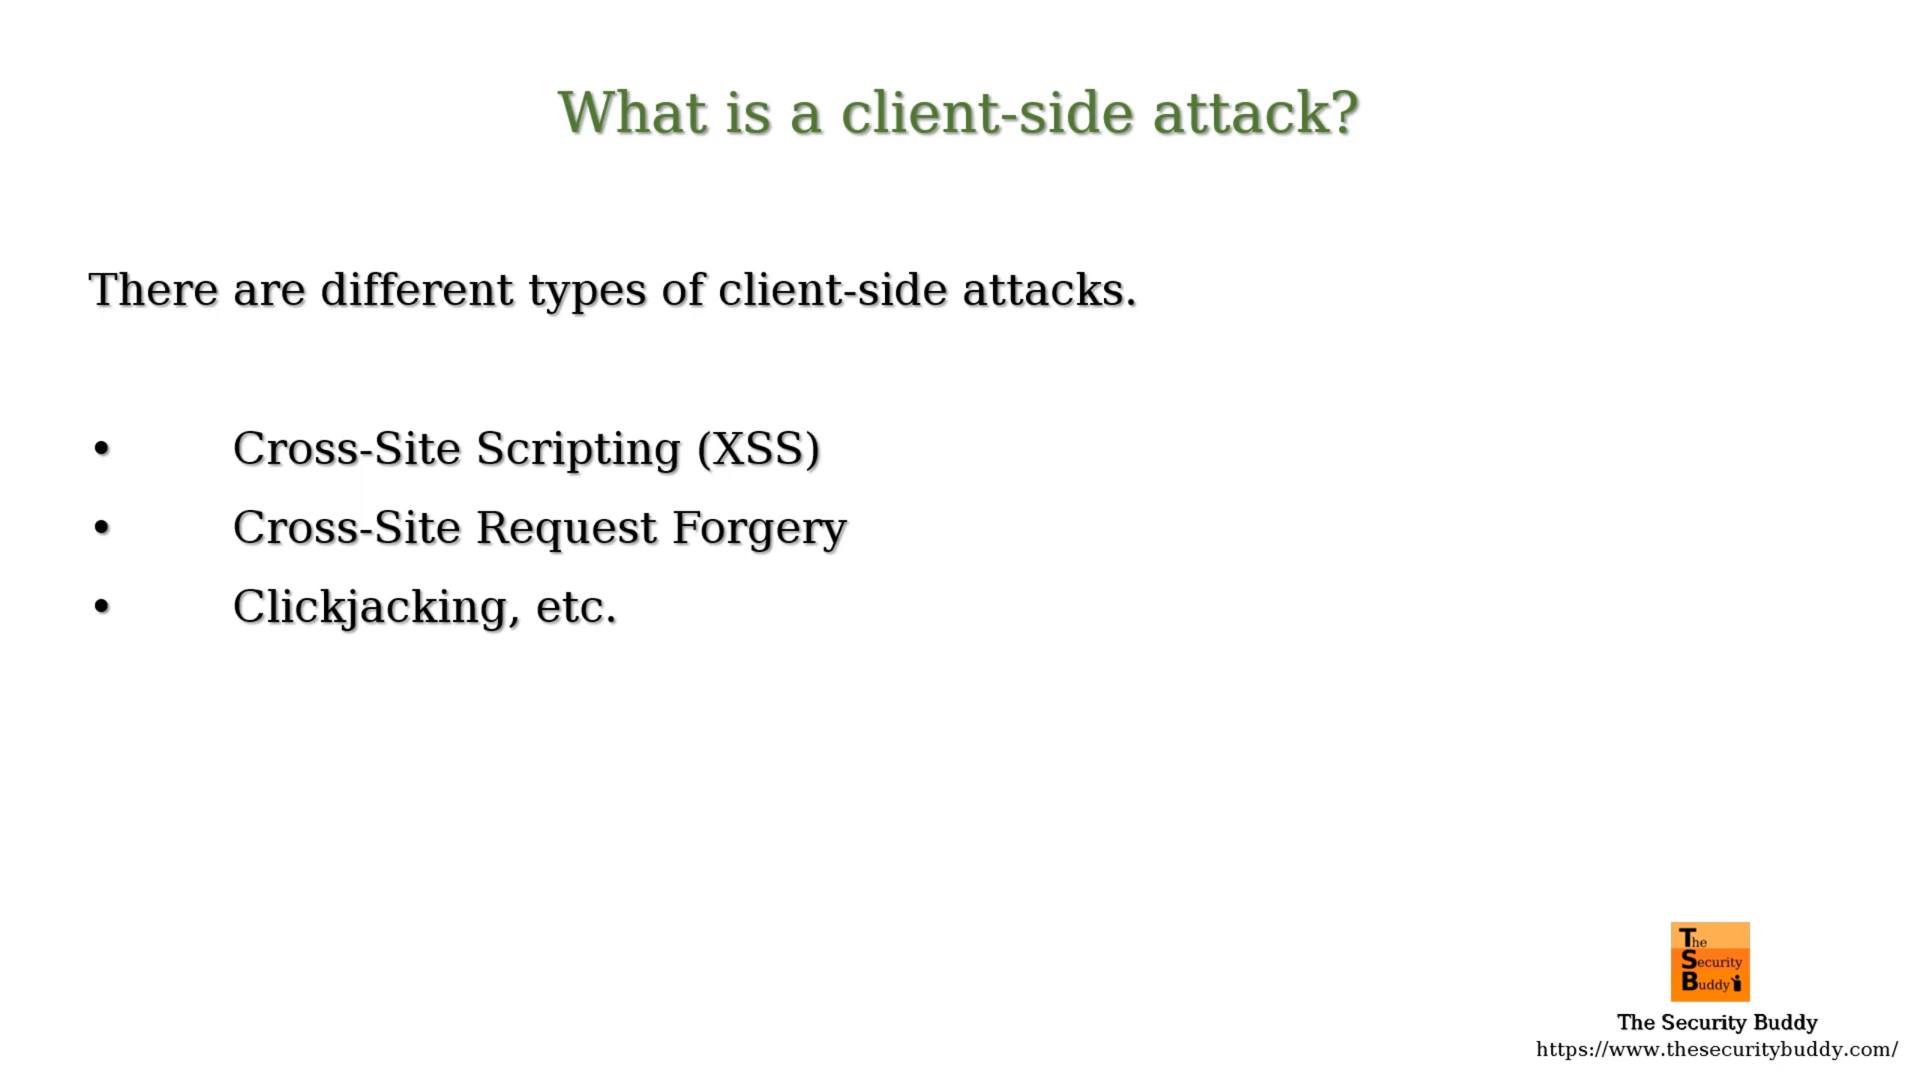 What is a client-side attack?
There are different types of client-side attacks.
• Cross-Site Scripting (XSS)
• Cross-Site Request Forgery
• Clickjacking, etc.
The
Security
Buddy
The Security Buddy
https://www.thesecuritybuddy.com/